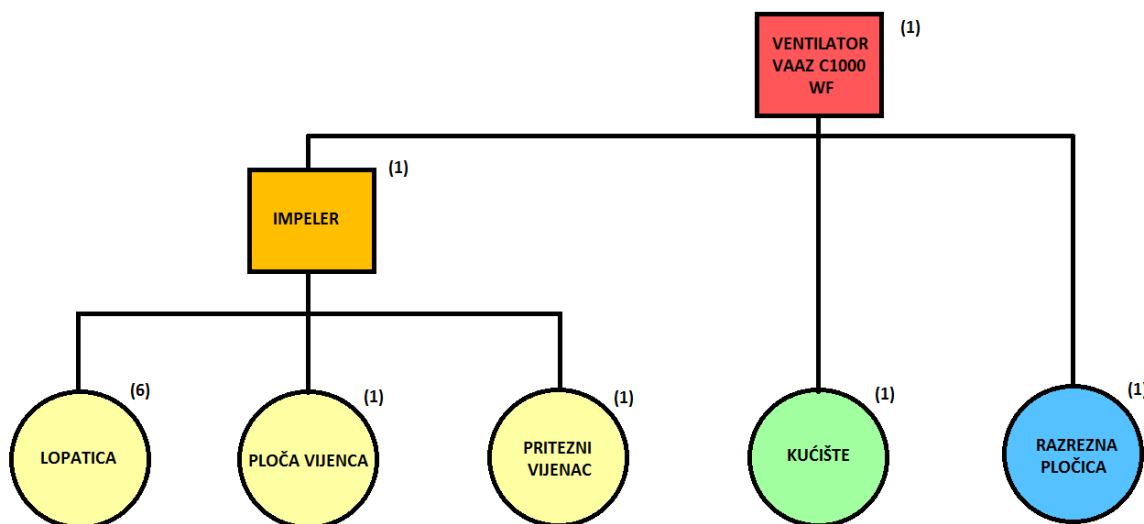 VENTILATOR
VAAZ C1000
WF
(1)
IMPELER
(1)
LOPATICA
(6)
PLOČA VIJENCA
(1)
PRITEZNI
VIJENAC
(1)
KUĆIŠTE
(1)
RAZREZNA
PLOČICA
(1)